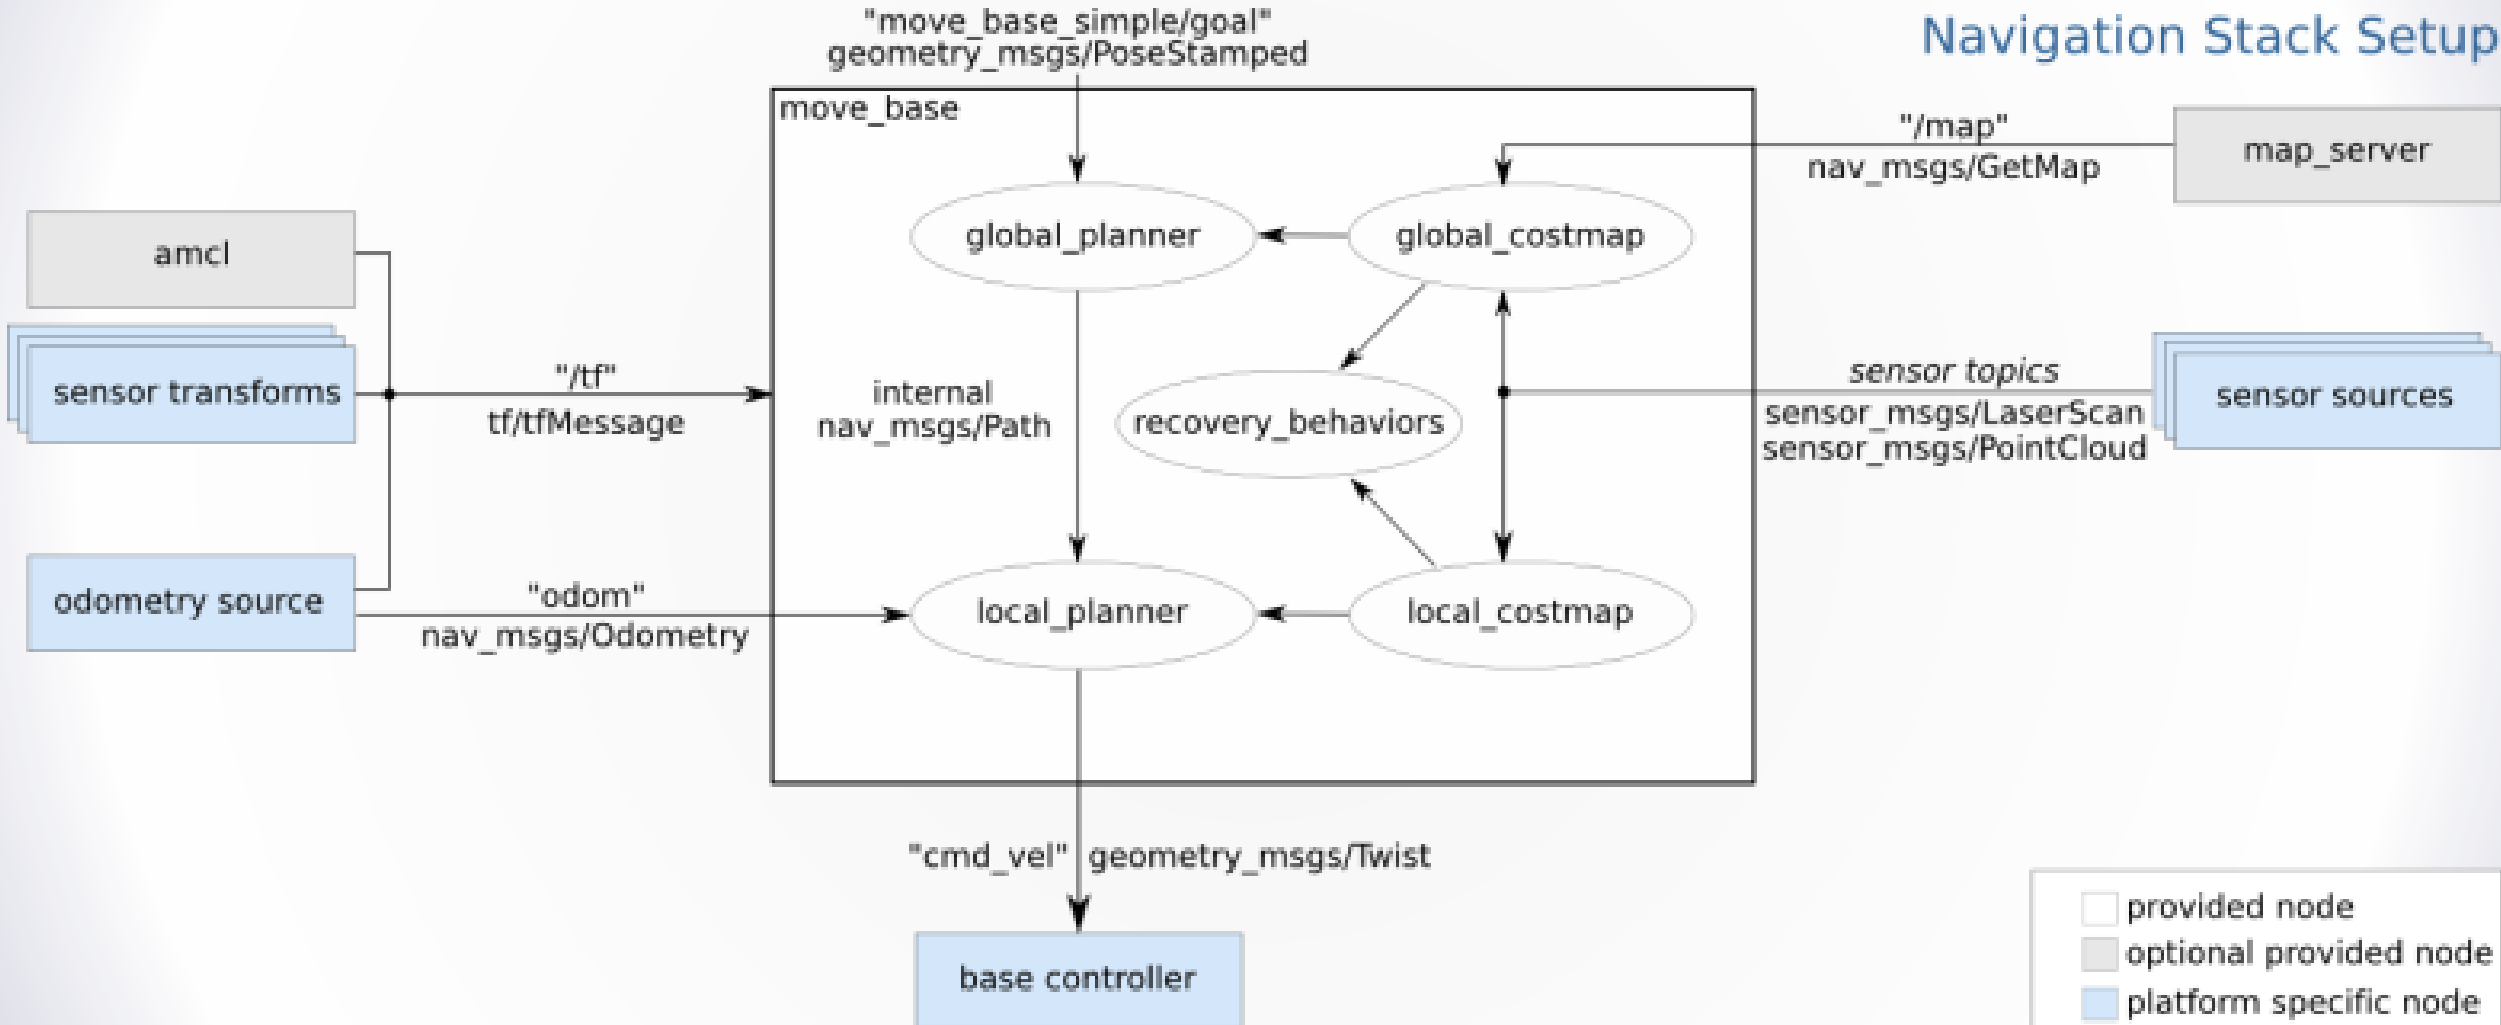 "move_base_simple/goal"
geometry_msgs/PoseStamped
Navigation Stack Setup
move_base
"/map"
nav_msgs/GetMap
map_server
global_planner
global_costmap
amcl
sensor transforms
"/tf"
tf/tfMessage
internal
nav_msgs/Path
recovery_behaviors
sensor topics
sensor_msgs/LaserScan
sensor_msgs/PointCloud
sensor sources
odometry source
"odom"
nav_msgs/Odometry
local_planner
local_costmap
"cmd_vel" geometry_msgs/Twist
base controller
provided node
optional provided node
platform specific node